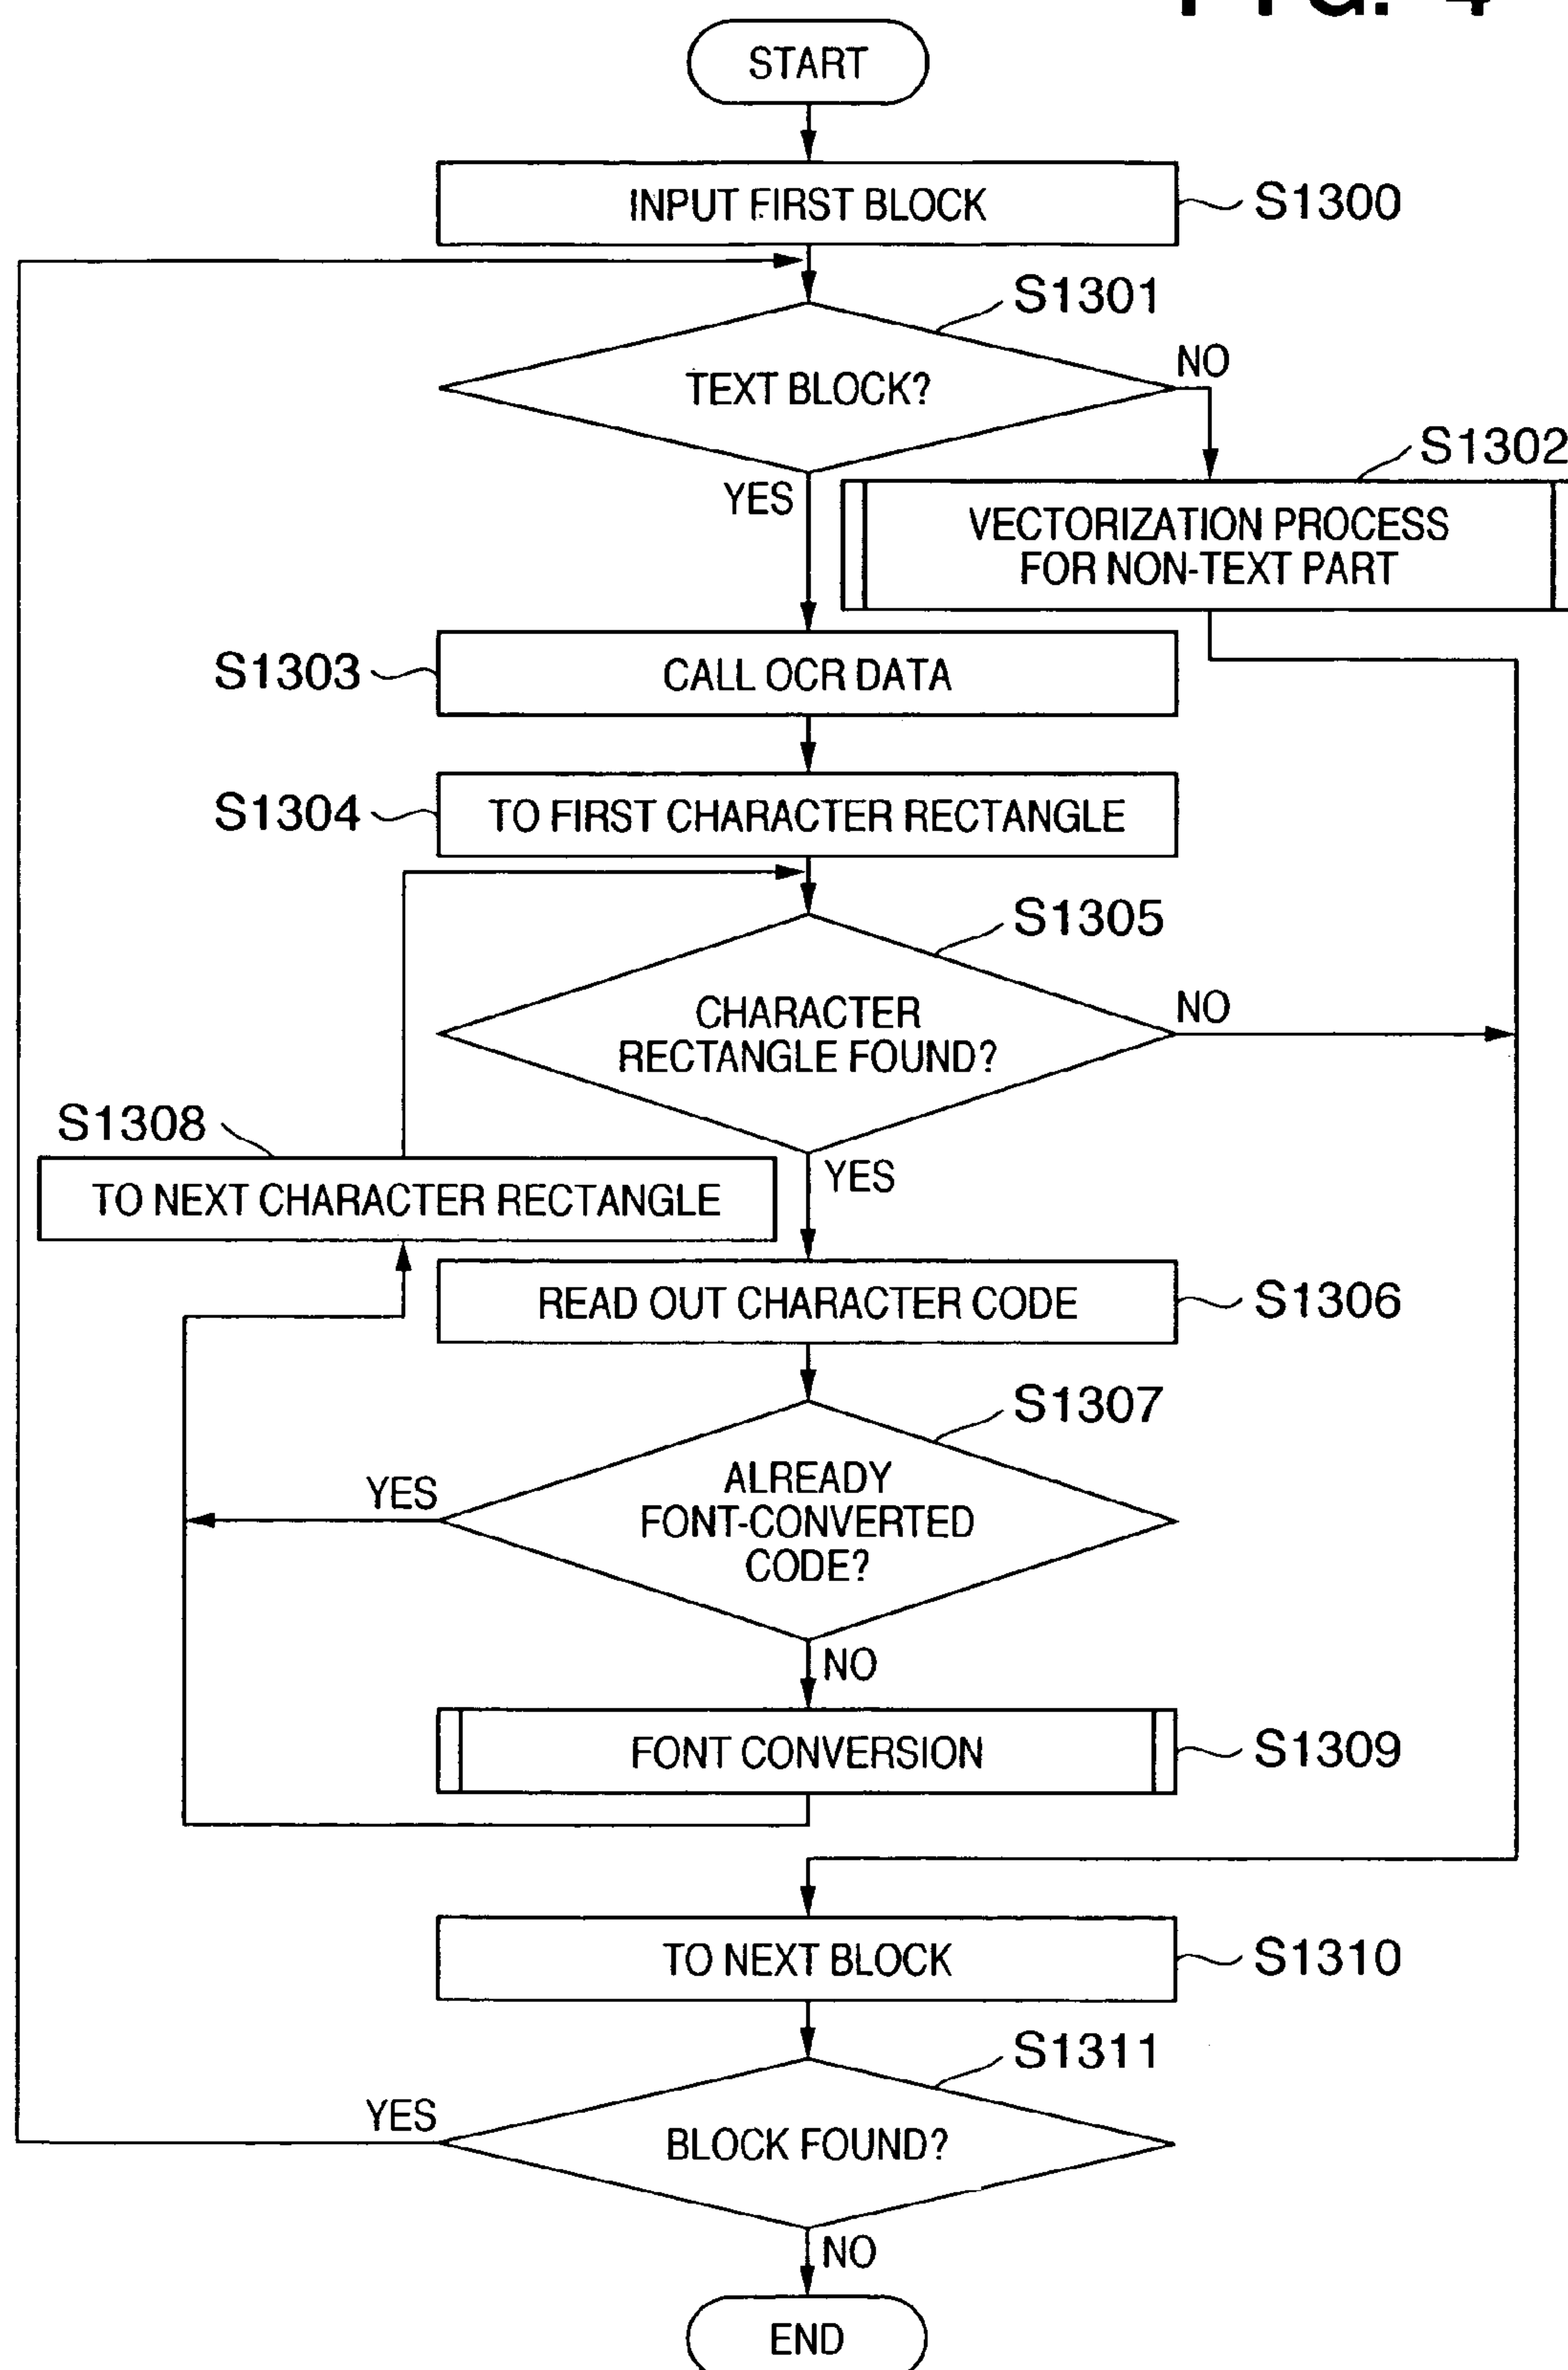 FIG. 4
START
INPUT FIRST BLOCK
S1300
S1301
TEXT BLOCK?
NO
YES
S1302
VECTORIZATION PROCESS
FOR NON-TEXT PART
S1303
CALL OCR DATA
S1304
TO FIRST CHARACTER RECTANGLE
S1305
CHARACTER
RECTANGLE FOUND?
NO
YES
S1308
TO NEXT CHARACTER RECTANGLE
READ OUT CHARACTER CODE
S1306
S1307
ALREADY
FONT-CONVERTED
CODE?
YES
NO
FONT CONVERSION
S1309
TO NEXT BLOCK
S1310
S1311
BLOCK FOUND?
YES
NO
END